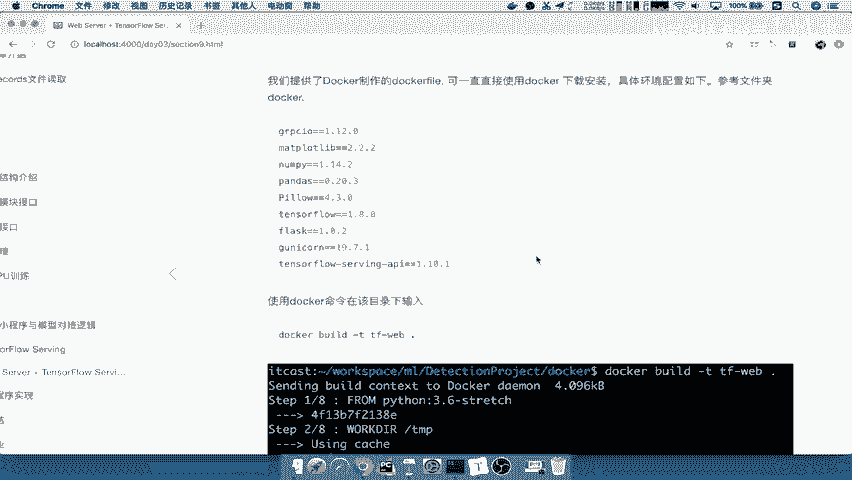 Chrome 文件 修改 视图 历史记录 书签 其他人 电动窗 帮助
100%
Web Server + TensorFlow Ser...
localhost:4000/day03/section9.html
ecords文件读取
结构介绍
模块接口
接口
PU训练
小程序与模型对接逻辑
orFlow Serving
Server + TensorFlow Servi...
程序实现
我们提供了Docker制作的dockerfile, 可一直直接使用docker 下载安装，具体环境配置如下。参考文件夹
docker.
grpcio==1.12.0
matplotlib==2.2.2
numpy==1.14.2
pandas==0.20.3
Pillow==4.3.0
tensorflow==1.8.0
flask==1.0.2
gunicorn==19.7.1
tensorflow-serving-api==1.10.1
使用docker命令在该目录下输入
docker build -t tf-web .
itcast:~/workspace/ml/DetectionProject/docker$ docker build -t tf-web .
Sending build context to Docker daemon 4.096kB
Step 1/8 : FROM python:3.6-stretch
---> 4f13b7f2138e
Step 2/8 : WORKDIR /tmp
---> Using cache